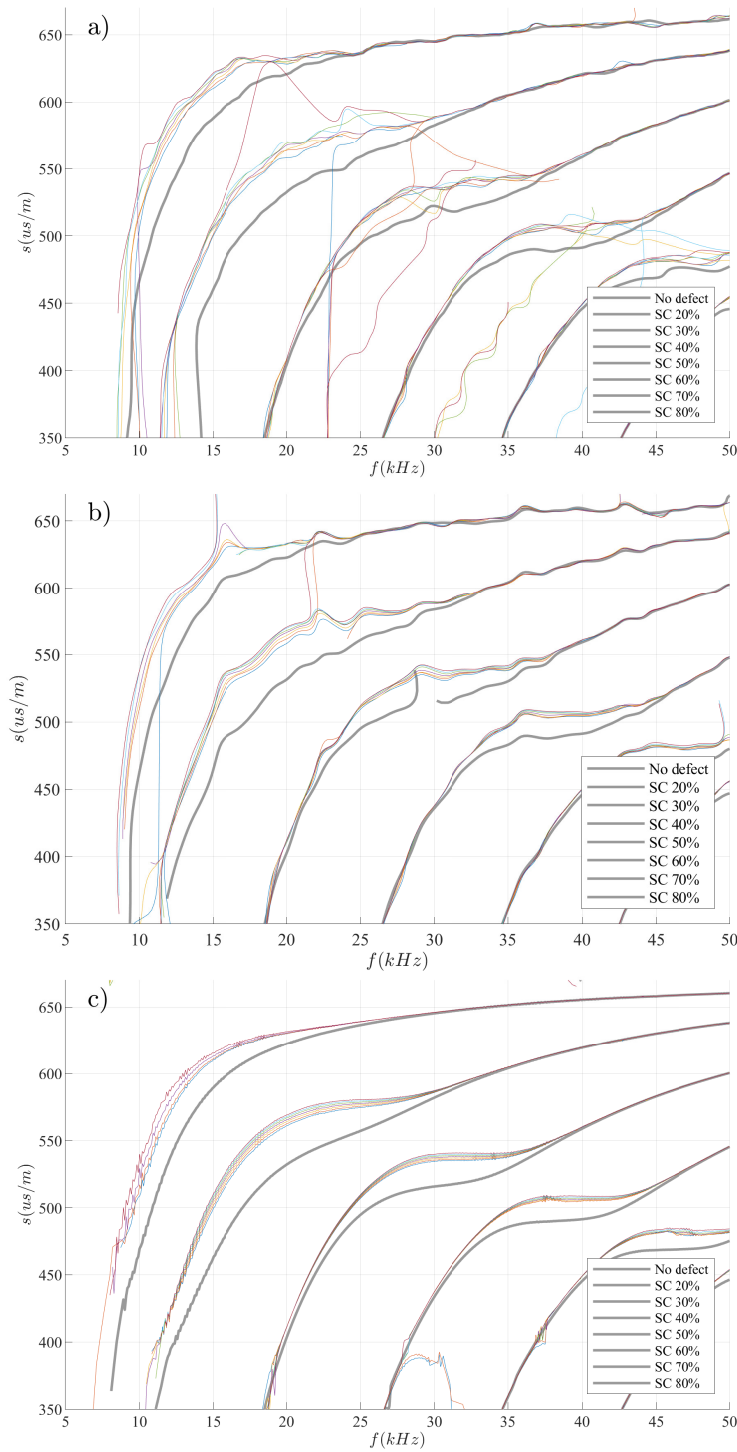 a)
650
600
550
500
450
400
350
s(us/m)
No defect
SC 20%
SC 30%
SC 40%
SC 50%
SC 60%
SC 70%
SC 80%
5 10 15 20 25 30 35 40 45 50
f(kHz)
b)
650
600
550
500
450
400
350
s(us/m)
No defect
SC 20%
SC 30%
SC 40%
SC 50%
SC 60%
SC 70%
SC 80%
5 10 15 20 25 30 35 40 45 50
f(kHz)
c)
650
600
550
500
450
400
350
s(us/m)
No defect
SC 20%
SC 30%
SC 40%
SC 50%
SC 60%
SC 70%
SC 80%
5 10 15 20 25 30 35 40 45 50
f(kHz)